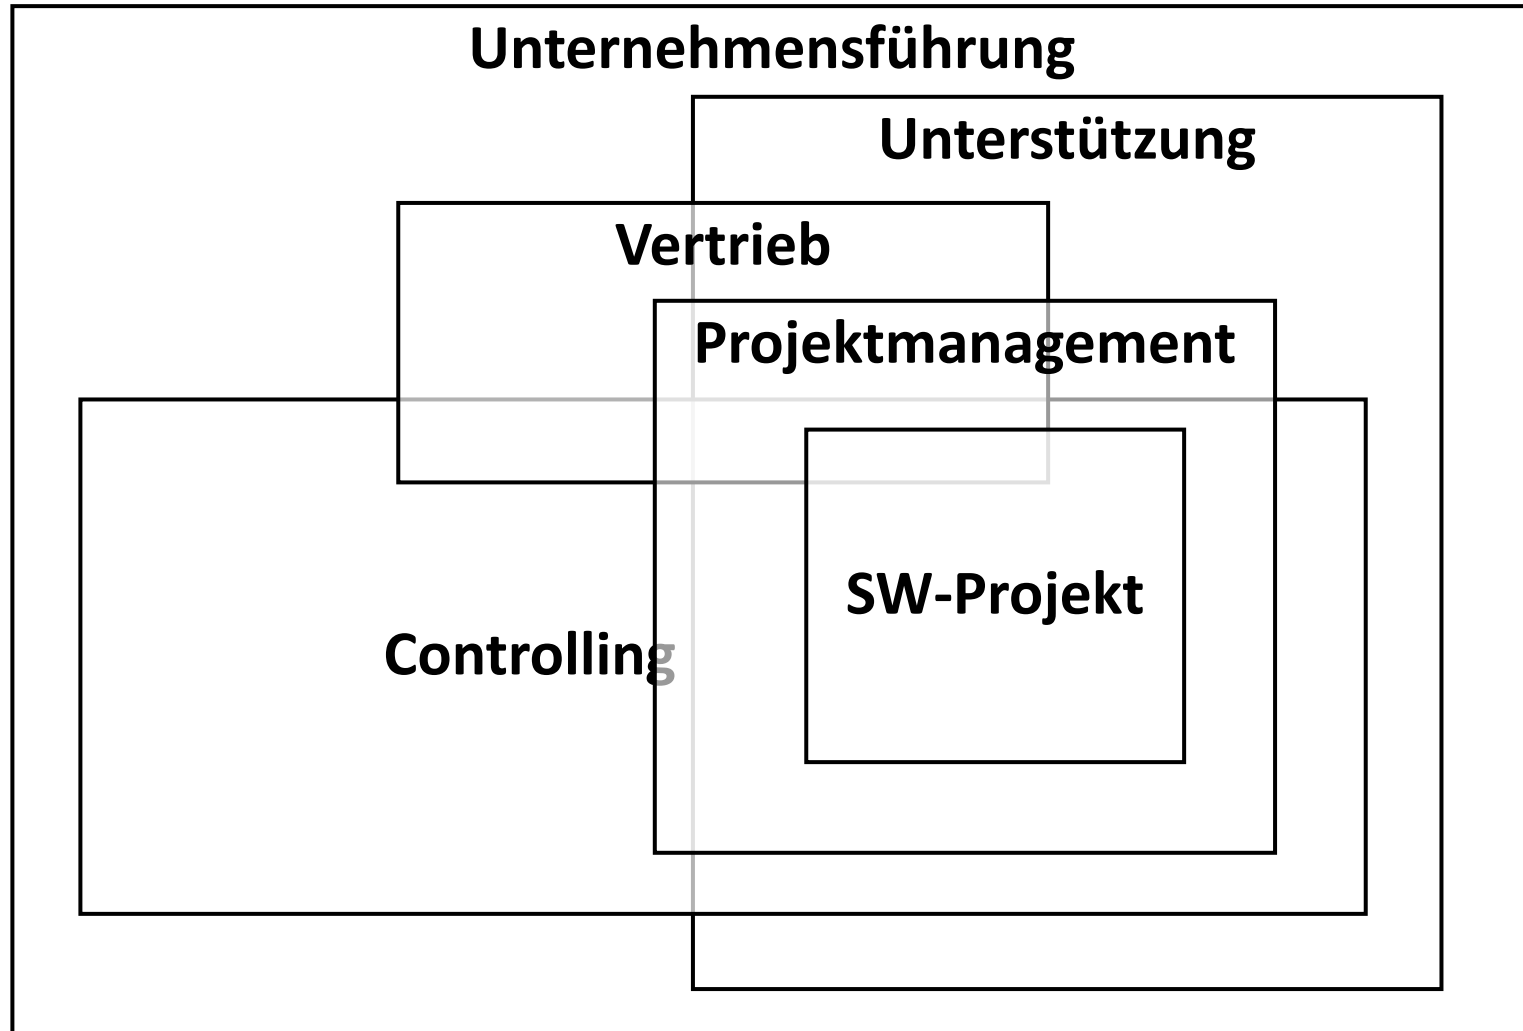 Unternehmensführung
Unterstützung
Vertrieb
Projektmanagement
SW-Projekt
Controlling